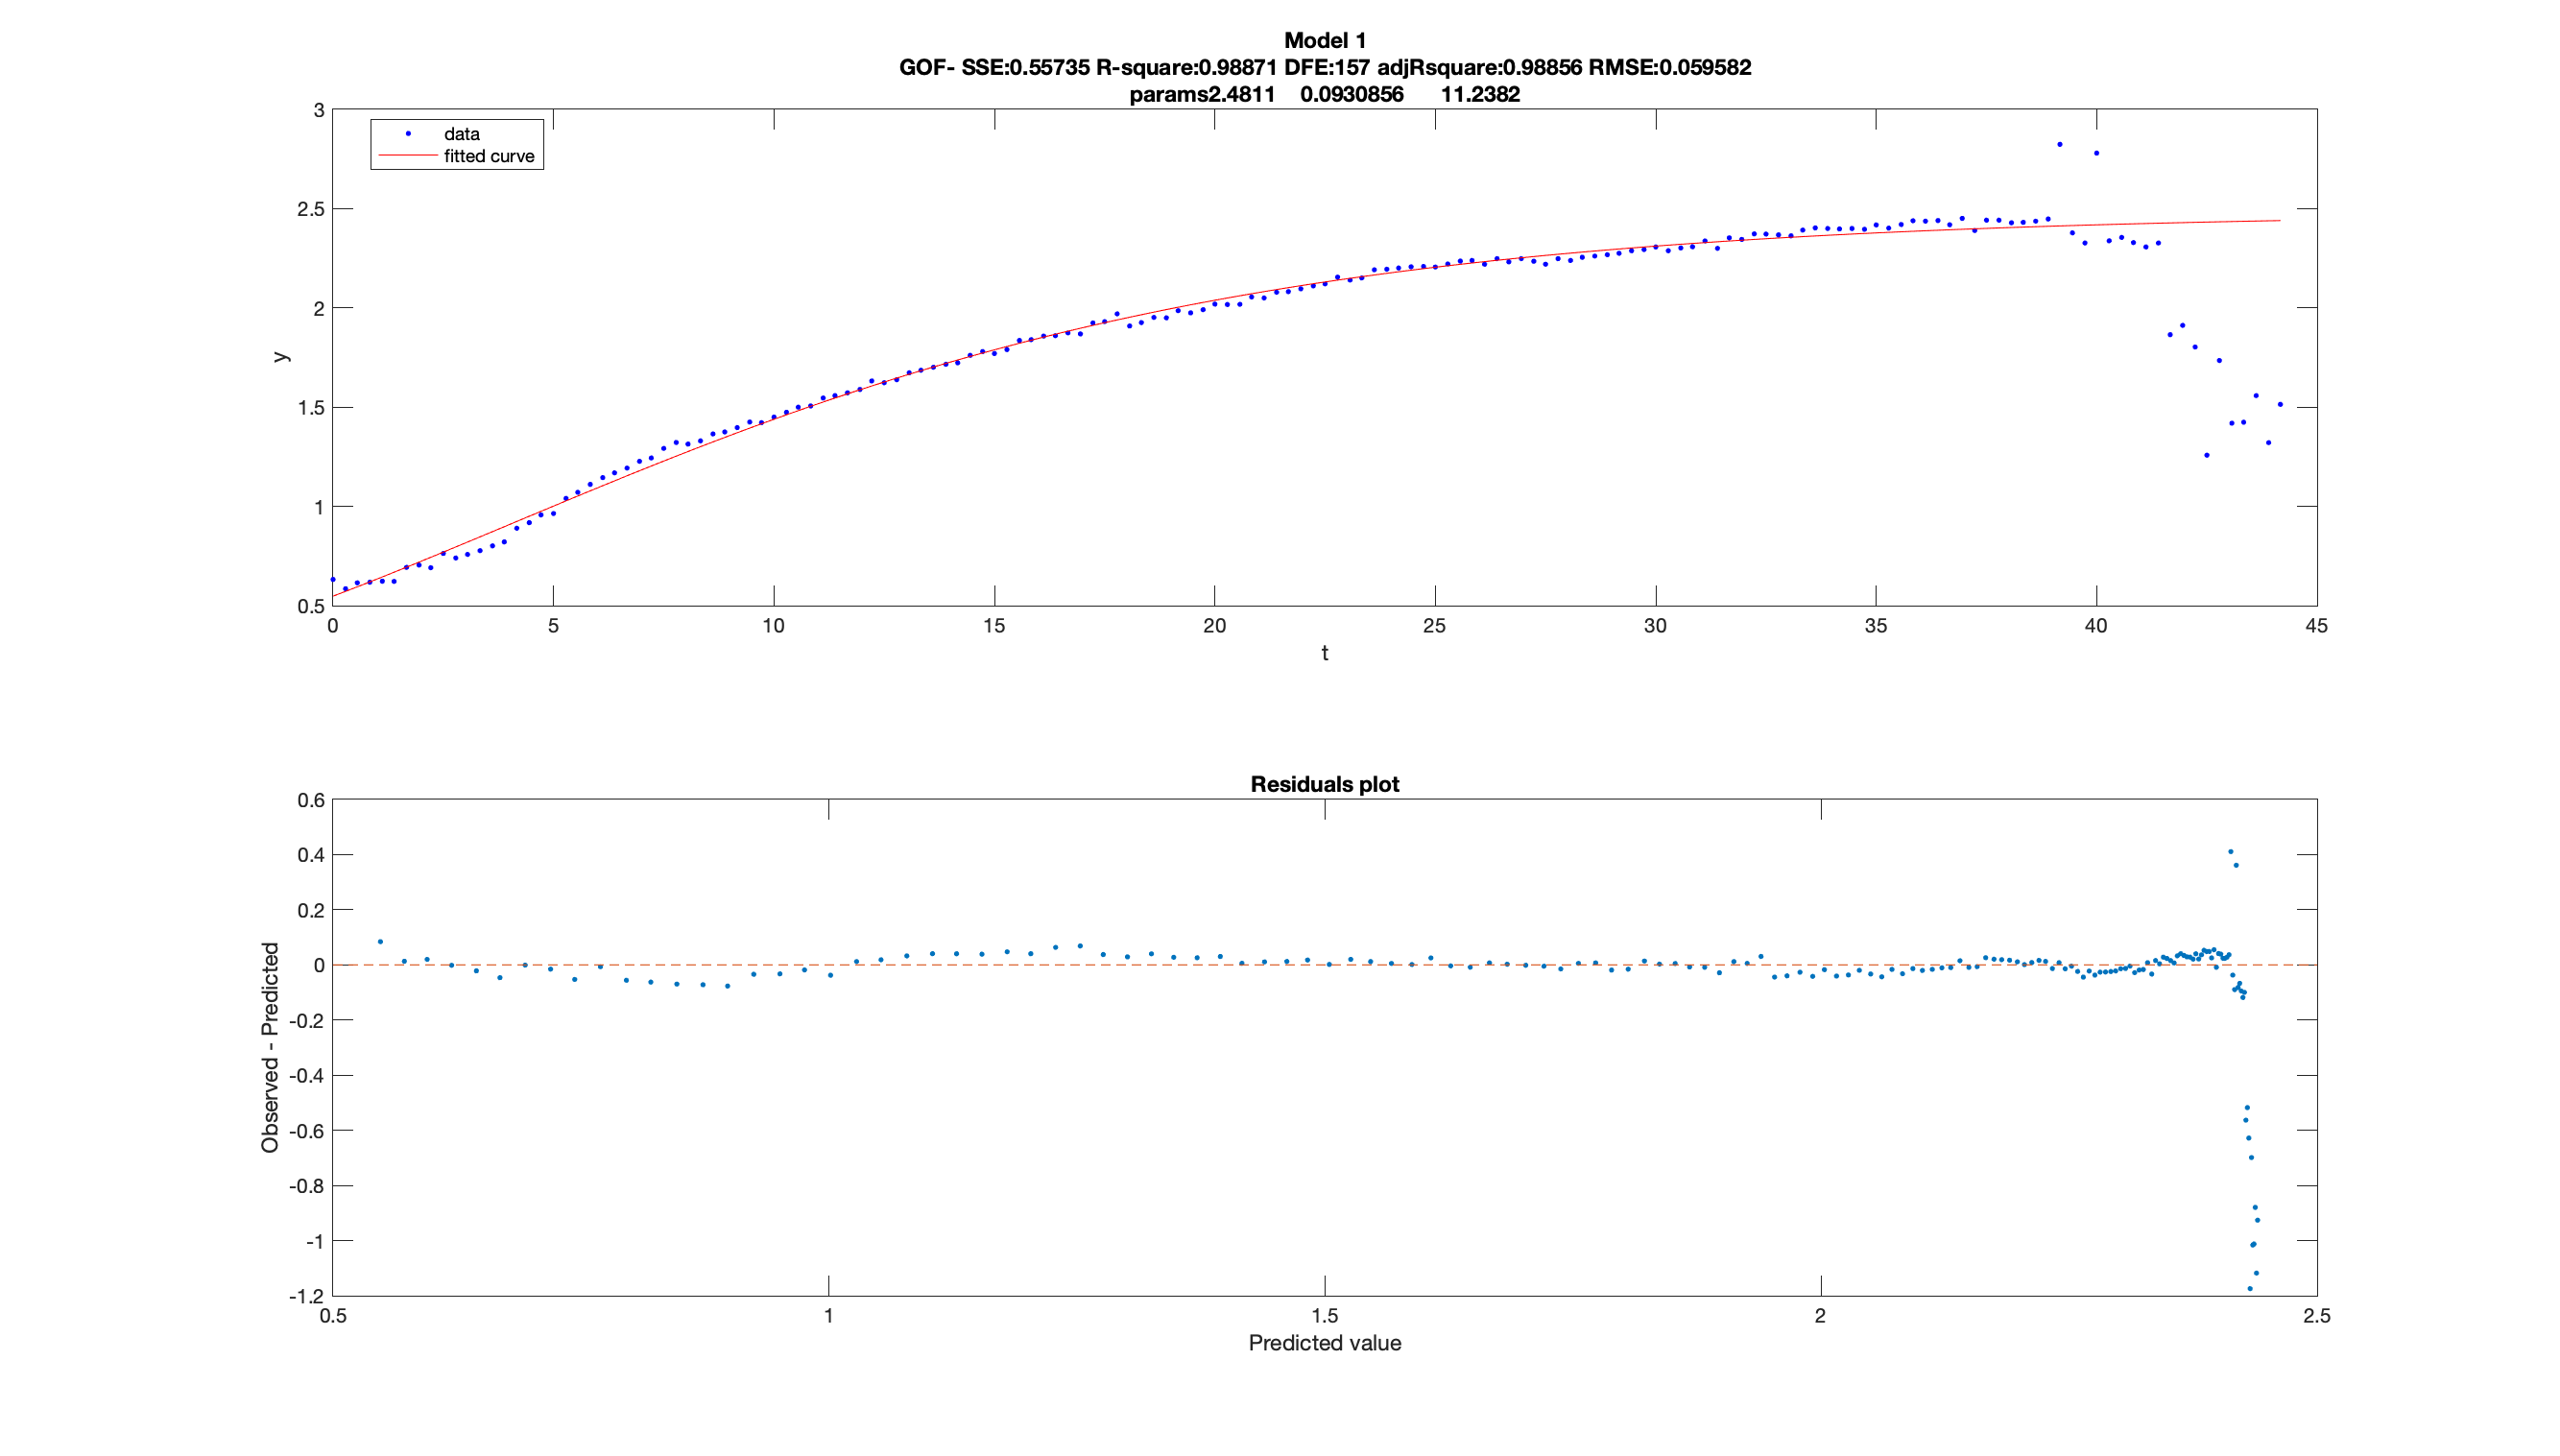 Model 1
GOF- SSE:0.55735 R-square:0.98871 DFE:157 adjRsquare:0.98856 RMSE:0.059582
params2.4811 0.0930856 11.2382
data
fitted curve
3
2.5
2
1.5
1
0.5
y
0 5 10 15 20 25 30 35 40 45
t
Residuals plot
0.6
0.4
0.2
0
-0.2
-0.4
-0.6
-0.8
-1
-1.2
Observed - Predicted
0.5 1 1.5 2 2.5
Predicted value